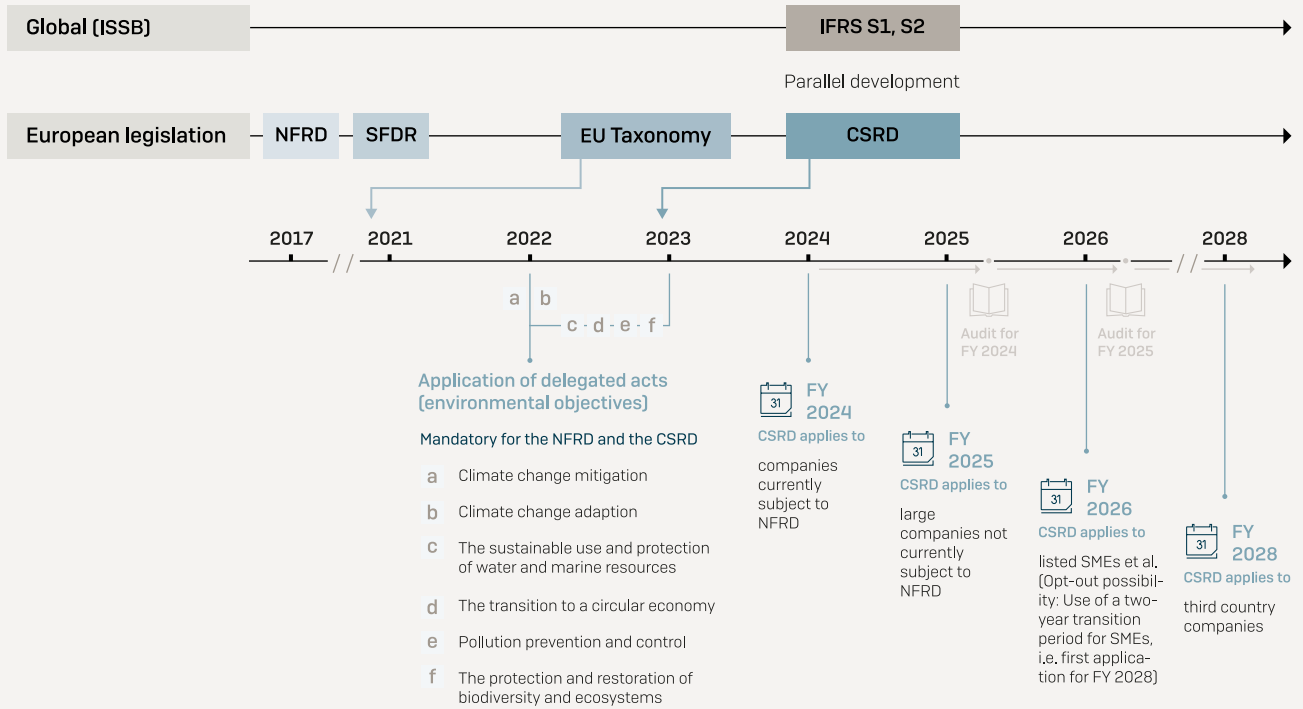 Global (ISSB)
IFRS S1, S2
Parallel development
European legislation
NFRD
SFDR
EU Taxonomy
CSRD
2017
2021
2022
2023
2024
2025
2026
2028
a
b
c - d - e - f
Audit for
FY 2024
Audit for
FY 2025
Application of delegated acts
(environmental objectives)
Mandatory for the NFRD and the CSRD
a Climate change mitigation
b Climate change adaption
c The sustainable use and protection
of water and marine resources
d The transition to a circular economy
e Pollution prevention and control
f The protection and restoration of
biodiversity and ecosystems
31
FY
2024
CSRD applies to
companies
currently
subject to
NFRD
31
FY
2025
CSRD applies to
large
companies not
currently
subject to
NFRD
31
FY
2026
CSRD applies to
listed SMEs et al.
(Opt-out possibil-
ity: Use of a two-
year transition
period for SMEs,
i.e. first applica-
tion for FY 2028)
31
FY
2028
CSRD applies to
third country
companies